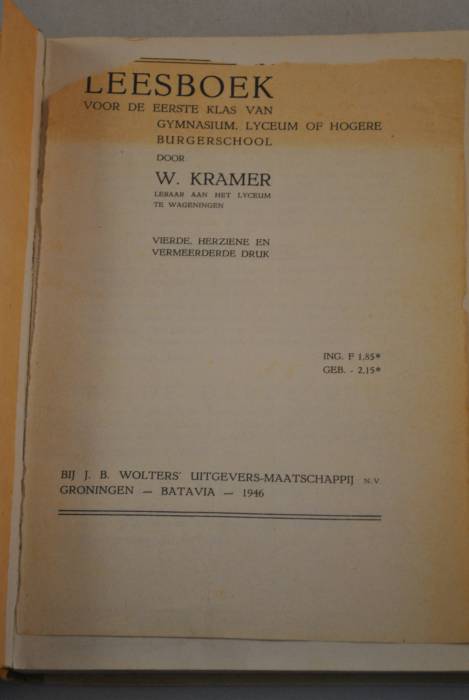 LEESBOEK
VOOR DE EERSTE KLAS VAN
GYMNASIUM, LYCEUM OF HOGERE
BURGERSCHOOL
DOOR
W. KRAMER
LERAAR AAN HET LYCEUM
TE WAGENINGEN
VIERDE, HERZIENE EN
VERMEERDERDE DRUK
ING. F 1,85*
GEB. - 2,15*
BIJ J. B. WOLTERS' UITGEVERS-MAATSCHAPPIJ N.V.
GRONINGEN — BATAVIA — 1946